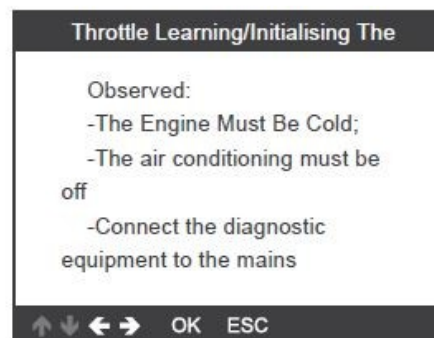 Throttle Learning/Initialising The
Observed:
-The Engine Must Be Cold;
-The air conditioning must be
off
-Connect the diagnostic
equipment to the mains
OK ESC